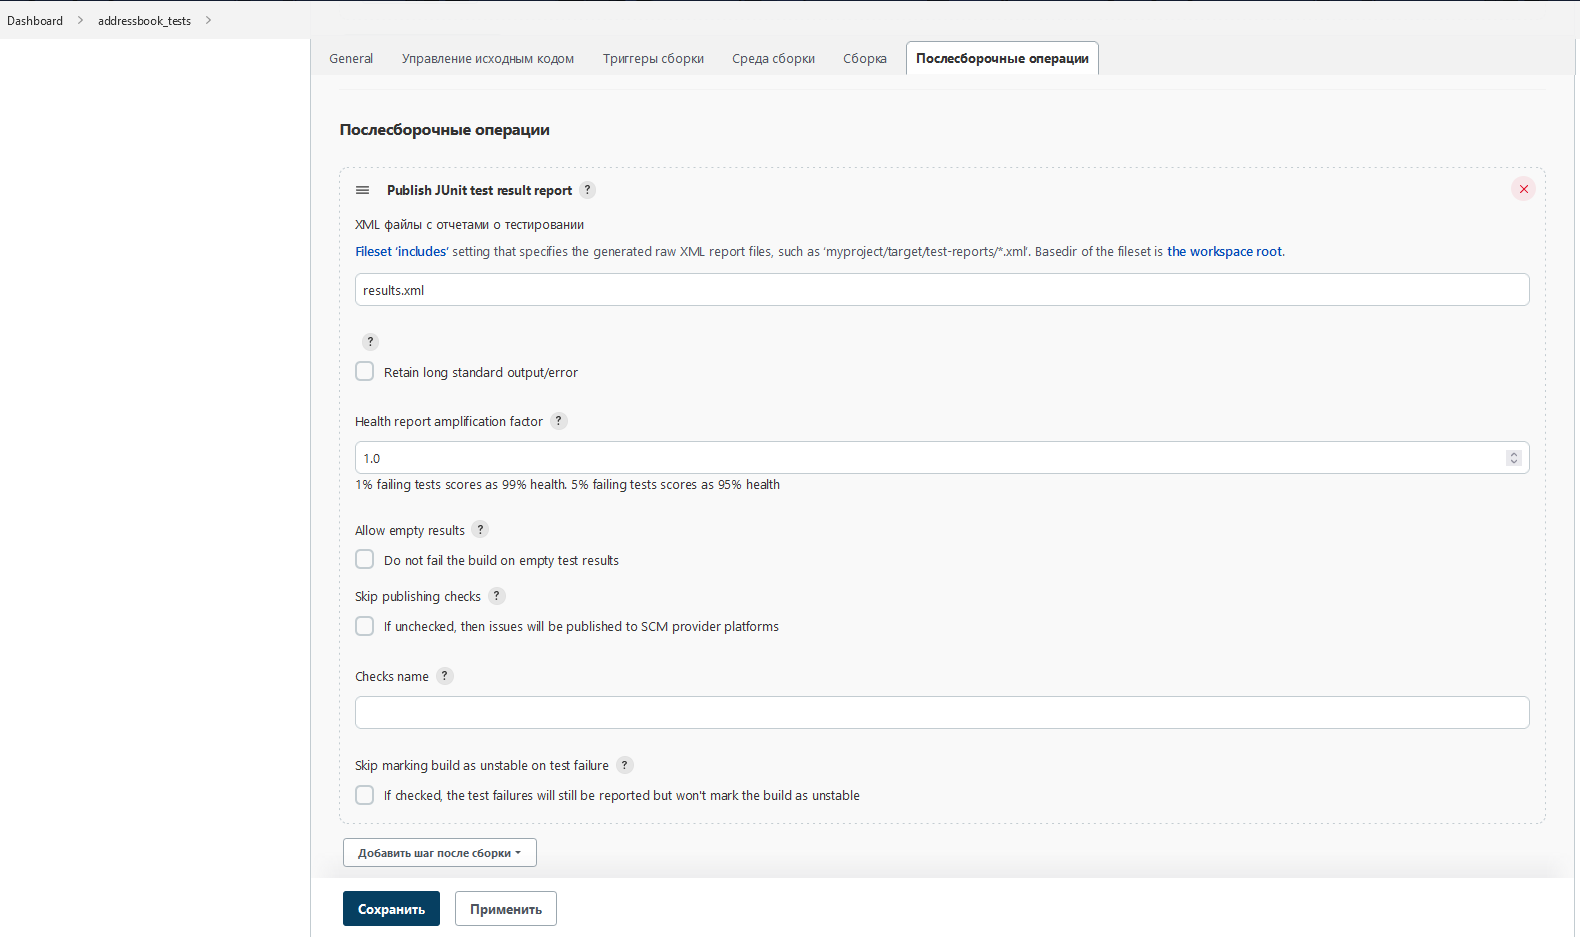 Dashboard > addressbook_tests >
General Управление исходным кодом Триггеры сборки Среда сборки Сборка Послесборочные операции
Послесборочные операции
Publish JUnit test result report ?
XML файлы с отчетами о тестировании
Fileset ‘includes’ setting that specifies the generated raw XML report files, such as ‘myproject/target/test-reports/*.xml’. Basedir of the fileset is the workspace root.
results.xml
?
Retain long standard output/error
Health report amplification factor ?
1.0
1% failing tests scores as 99% health. 5% failing tests scores as 95% health
Allow empty results ?
Do not fail the build on empty test results
Skip publishing checks ?
If unchecked, then issues will be published to SCM provider platforms
Checks name ?
Skip marking build as unstable on test failure ?
If checked, the test failures will still be reported but won't mark the build as unstable
Добавить шаг после сборки
Сохранить Применить